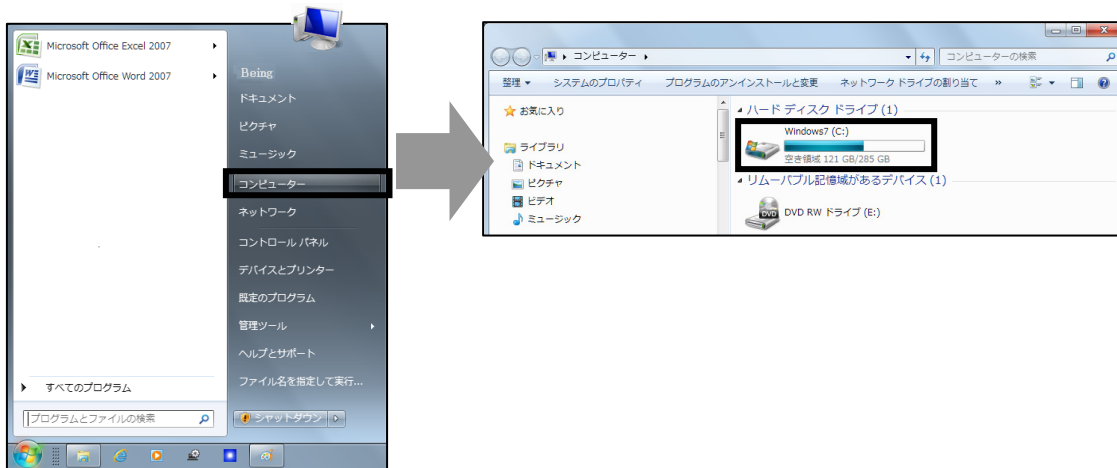 Microsoft Office Excel 2007
Microsoft Office Word 2007
すべてのプログラム
プログラムとファイルの検索
Being
ドキュメント
ピクチャ
ミュージック
コンピューター
ネットワーク
コントロール パネル
デバイスとプリンター
既定のプログラム
管理ツール
ヘルプとサポート
ファイル名を指定して実行...
シャットダウン
コンピューター
コンピューターの検索
整理 システムのプロパティ プログラムのアンインストールと変更 ネットワーク ドライブの割り当て »
お気に入り
ライブラリ
ドキュメント
ピクチャ
ビデオ
ミュージック
ハード ディスク ドライブ (1)
Windows7 (C:)
空き領域 121 GB/285 GB
リムーバブル記憶域があるデバイス (1)
DVD RW ドライブ (E:)